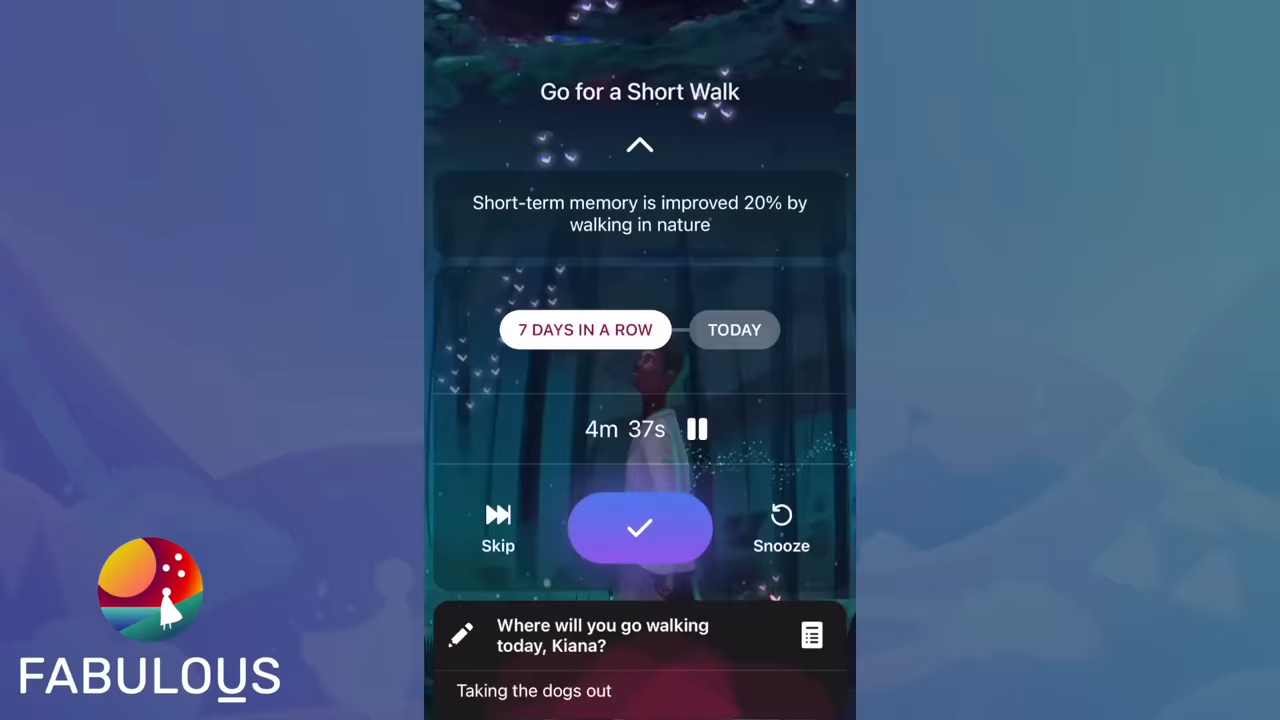 Go for a Short Walk
Short-term memory is improved 20% by
walking in nature
7 DAYS IN A ROW
TODAY
4m 37s
Skip
Snooze
Where will you go walking
today, Kiana?
Taking the dogs out
FABULOUS